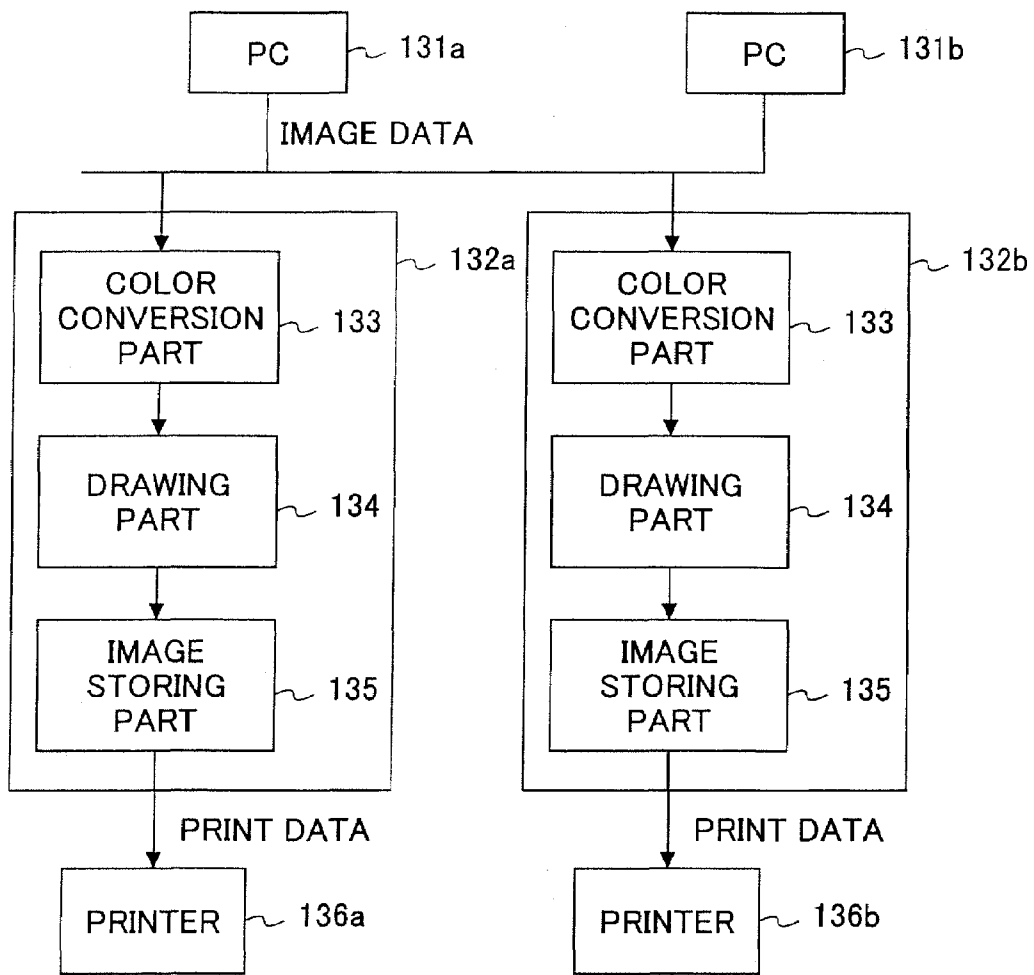 PC
131a
PC
131b
IMAGE DATA
132a
132b
COLOR
CONVERSION
PART
133
COLOR
CONVERSION
PART
133
DRAWING
PART
134
DRAWING
PART
134
IMAGE
STORING
PART
135
IMAGE
STORING
PART
135
PRINT DATA
PRINT DATA
PRINTER
136a
PRINTER
136b